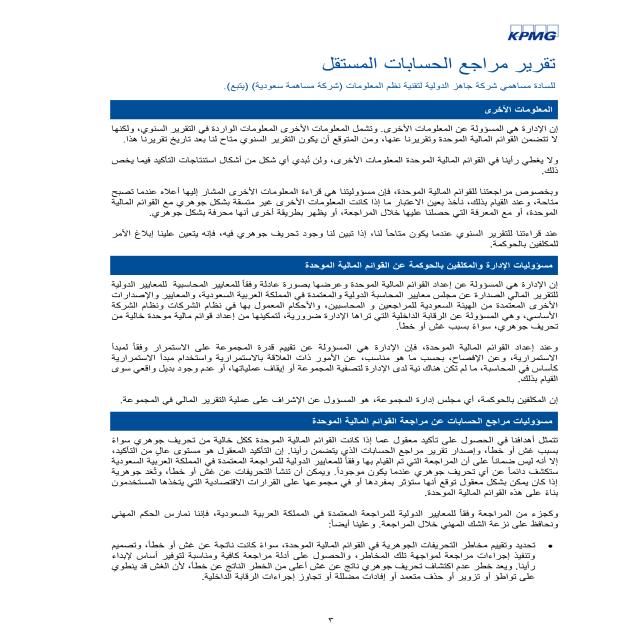 KPMG
تقرير مراجع الحسابات المستقل
للسادة مساهمي شركة جاهز الدولية لتقنية نظم المعلومات (شركة مساهمة سعودية) (يتبع).
المعلومات الأخرى
إن الإدارة هي المسؤولة عن المعلومات الأخرى. وتشمل المعلومات الأخرى المعلومات الواردة في التقرير السنوي، ولكنها
لا تتضمن القوائم المالية الموحدة وتقريرنا عنها، ومن المتوقع أن يكون التقرير السنوي متاح لنا بعد تاريخ تقريرنا هذا.
ولا يغطي رأينا في القوائم المالية الموحدة المعلومات الأخرى، ولن نُبدي أي شكل من أشكال استنتاجات التأكيد فيما يخص
ذلك.
وبخصوص مراجعتنا للقوائم المالية الموحدة، فإن مسؤوليتنا هي قراءة المعلومات الأخرى المشار إليها أعلاه عندما تصبح
متاحة، وعند القيام بذلك، نأخذ بعين الاعتبار ما إذا كانت المعلومات الأخرى غير متسقة بشكل جوهري مع القوائم المالية
الموحدة، أو مع المعرفة التي حصلنا عليها خلال المراجعة، أو يظهر بطريقة أخرى أنها محرفة بشكل جوهري.
عند قراءتنا للتقرير السنوي عندما يكون متاحاً لنا، إذا تبين لنا وجود تحريف جوهري فيه، فإنه يتعين علينا إبلاغ الأمر
للمكلفين بالحوكمة.
مسؤوليات الإدارة والمكلفين بالحوكمة عن القوائم المالية الموحدة
إن الإدارة هي المسؤولة عن إعداد القوائم المالية الموحدة وعرضها بصورة عادلة وفقاً للمعايير المحاسبية للمعايير الدولية
للتقرير المالي الصدارة عن مجلس معايير المحاسبة الدولية والمعتمدة في المملكة العربية السعودية، والمعايير والإصدارات
الأخرى المعتمدة من الهيئة السعودية للمراجعين و المحاسبين، والأحكام المعمول بها في نظام الشركات ونظام الشركة
الأساسي، وهي المسؤولة عن الرقابة الداخلية التي تراها الإدارة ضرورية، لتمكينها من إعداد قوائم مالية موحدة خالية من
تحريف جوهري، سواءً بسبب غش أو خطأ.
وعند إعداد القوائم المالية الموحدة، فإن الإدارة هي المسؤولة عن تقييم قدرة المجموعة على الاستمرار وفقاً لمبدأ
الاستمرارية، وعن الإفصاح، بحسب ما هو مناسب، عن الأمور ذات العلاقة بالاستمرارية واستخدام مبدأ الاستمرارية
كأساس في المحاسبة، ما لم تكن هناك نية لدى الإدارة لتصفية المجموعة أو إيقاف عملياتها، أو عدم وجود بديل واقعي سوى
القيام بذلك.
إن المكلفين بالحوكمة، أي مجلس إدارة المجموعة، هو المسؤول عن الإشراف على عملية التقرير المالي في المجموعة.
مسؤوليات مراجع الحسابات عن مراجعة القوائم المالية الموحدة
تتمثل أهدافنا في الحصول على تأكيد معقول عما إذا كانت القوائم المالية الموحدة ككل خالية من تحريف جوهري سواءً
بسبب غش أو خطأ، وإصدار تقرير مراجع الحسابات الذي يتضمن رأينا. إن التأكيد المعقول هو مستوى عالٍ من التأكيد،
إلا أنه ليس ضماناً على أن المراجعة التي تم القيام بها وفقاً للمعايير الدولية للمراجعة المعتمدة في المملكة العربية السعودية
ستكشف دائماً عن أي تحريف جوهري عندما يكون موجوداً. ويمكن أن تنشأ التحريفات عن غش أو خطأ، وتُعد جوهرية
إذا كان يمكن بشكل معقول توقع أنها ستؤثر بمفردها أو في مجموعها على القرارات الاقتصادية التي يتخذها المستخدمون
بناءً على هذه القوائم المالية الموحدة.
وكجزء من المراجعة وفقاً للمعايير الدولية للمراجعة المعتمدة في المملكة العربية السعودية، فإننا نمارس الحكم المهني
ونحافظ على نزعة الشك المهني خلال المراجعة. وعلينا أيضاً:
• تحديد وتقييم مخاطر التحريفات الجوهرية في القوائم المالية الموحدة، سواءً كانت ناتجة عن غش أو خطأ، وتصميم
وتنفيذ إجراءات مراجعة لمواجهة تلك المخاطر، والحصول على أدلة مراجعة كافية ومناسبة لتوفير أساس لإبداء
رأينا. ويعد خطر عدم اكتشاف تحريف جوهري ناتج عن غش أعلى من الخطر الناتج عن خطأ، لأن الغش قد ينطوي
على تواطؤ أو تزوير أو حذف متعمد أو إفادات مضللة أو تجاوز إجراءات الرقابة الداخلية.
٣